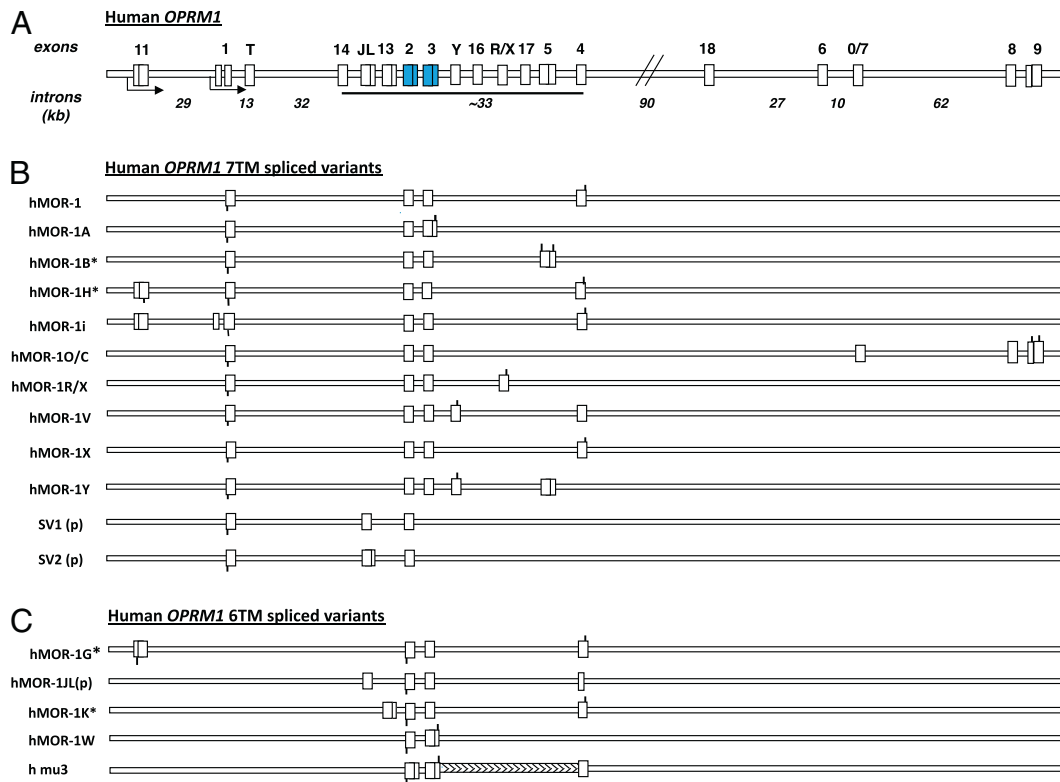 A
Human OPRM1
exons
11 1 T 14 JL 13 2 3 Y 16 R/X 17 5 4 18 6 0/7 8 9
introns
(kb)
29 13 32 ~33 90 27 10 62
B
Human OPRM1 7TM spliced variants
hMOR-1
hMOR-1A
hMOR-1B*
hMOR-1H*
hMOR-1i
hMOR-1O/C
hMOR-1R/X
hMOR-1V
hMOR-1X
hMOR-1Y
SV1 (p)
SV2 (p)
C
Human OPRM1 6TM spliced variants
hMOR-1G*
hMOR-1JL(p)
hMOR-1K*
hMOR-1W
h mu3